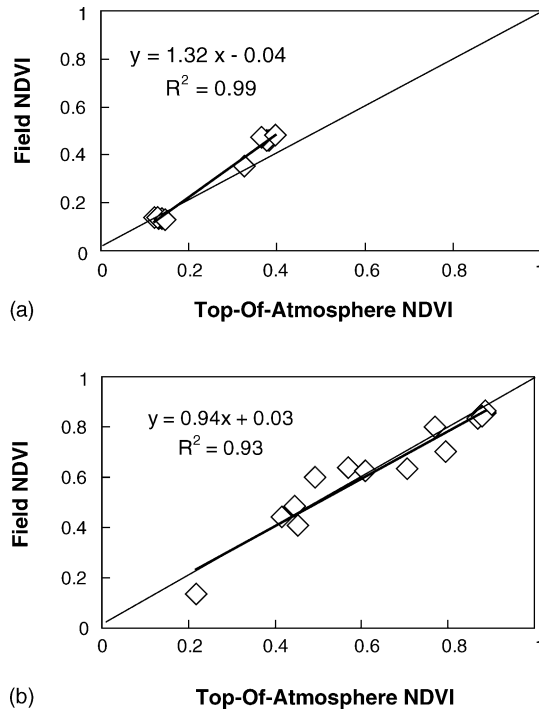 1
y = 1.32 x - 0.04
R² = 0.99
0.8
0.6
0.4
0.2
0
Field NDVI
0 0.2 0.4 0.6 0.8 1
(a) Top-Of-Atmosphere NDVI
1
y = 0.94x + 0.03
R² = 0.93
0.8
0.6
0.4
0.2
0
Field NDVI
0 0.2 0.4 0.6 0.8 1
(b) Top-Of-Atmosphere NDVI